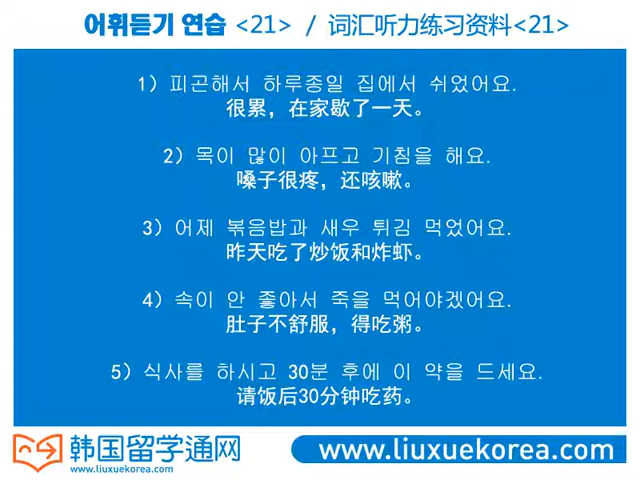 어휘듣기 연습 <21> / 词汇听力练习资料<21>
1) 피곤해서 하루종일 집에서 쉬었어요.
很累，在家歇了一天。
2) 목이 많이 아프고 기침을 해요.
嗓子很疼，还咳嗽。
3) 어제 볶음밥과 새우 튀김 먹었어요.
昨天吃了炒饭和炸虾。
4) 속이 안 좋아서 죽을 먹어야겠어요.
肚子不舒服，得吃粥。
5) 식사를 하시고 30분 후에 이 약을 드세요.
请饭后30分钟吃药。
韩国留学通网
www.liuxuekorea.com
www.liuxuekorea.com